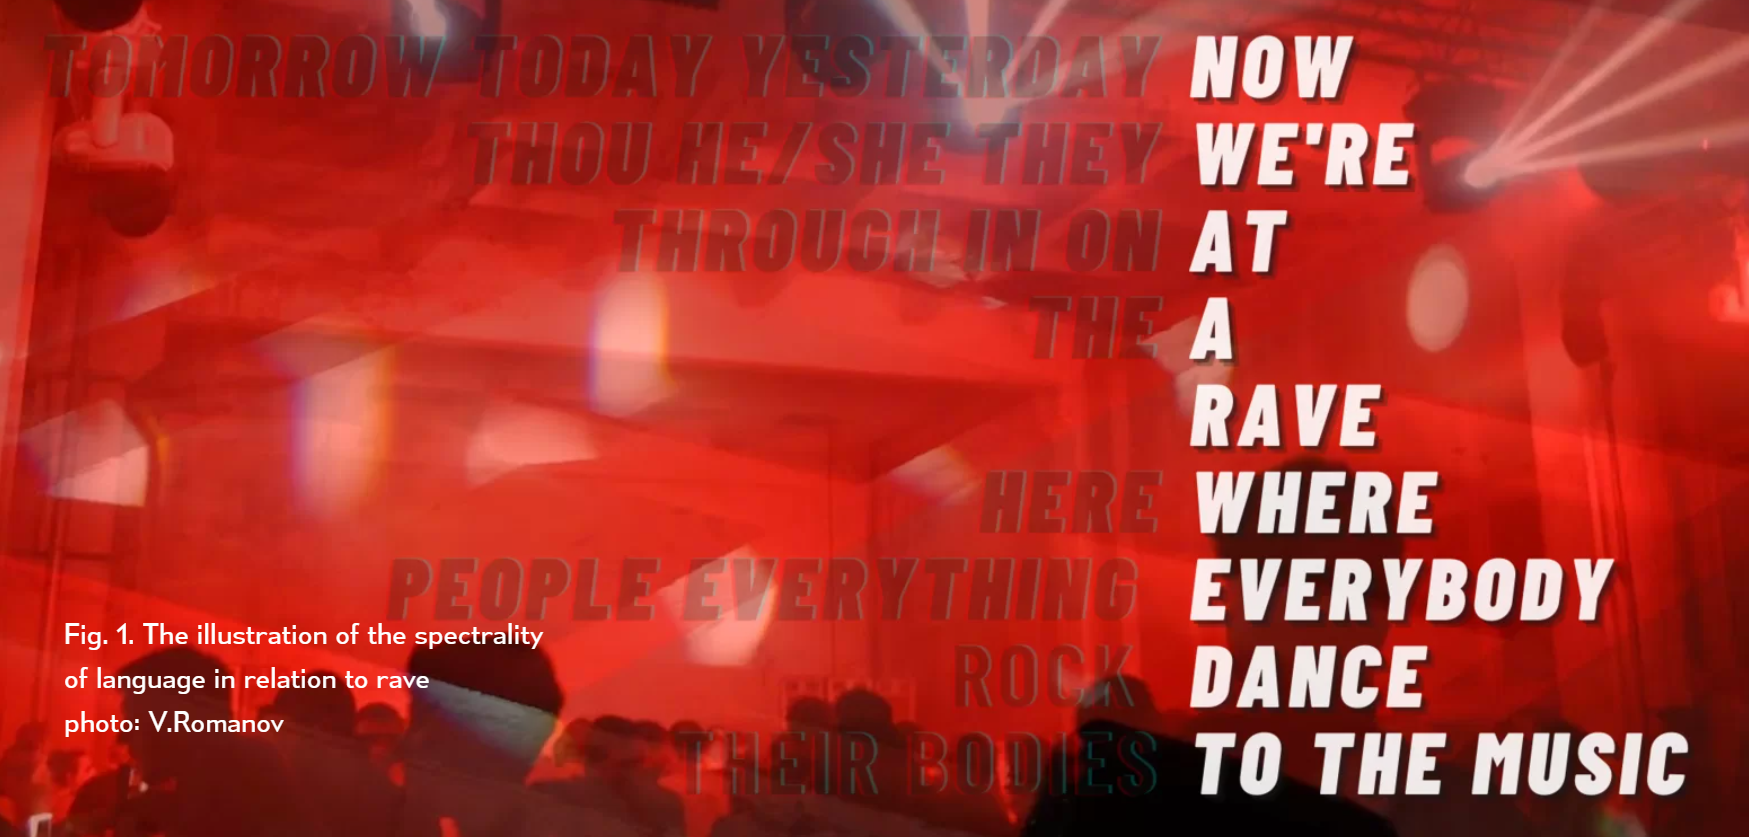 TOMORROW TODAY YESTERDAY NOW
THOU HE/SHE THEY WE'RE
THROUGH IN ON AT
THE A
RAVE
HERE WHERE
PEOPLE EVERYTHING EVERYBODY
ROCK DANCE
THEIR BODIES TO THE MUSIC
Fig. 1. The illustration of the spectrality
of language in relation to rave
photo: V.Romanov